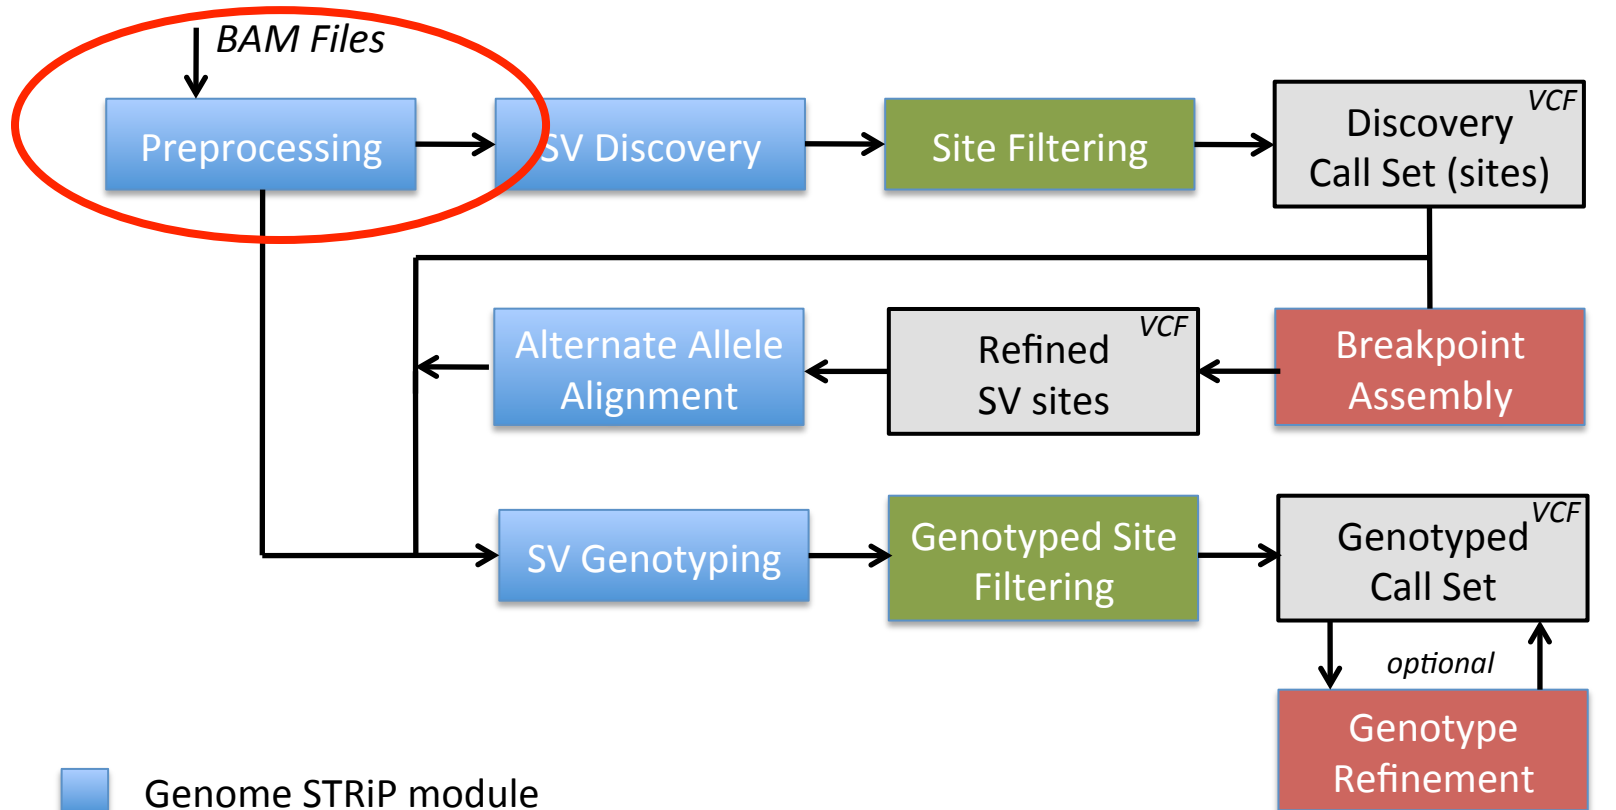 BAM Files
Preprocessing
SV Discovery
Site Filtering
VCF
Discovery
Call Set (sites)
Alternate Allele
Alignment
VCF
Refined
SV sites
Breakpoint
Assembly
SV Genotyping
Genotyped Site
Filtering
VCF
Genotyped
Call Set
optional
Genotype
Refinement
Genome STRiP module